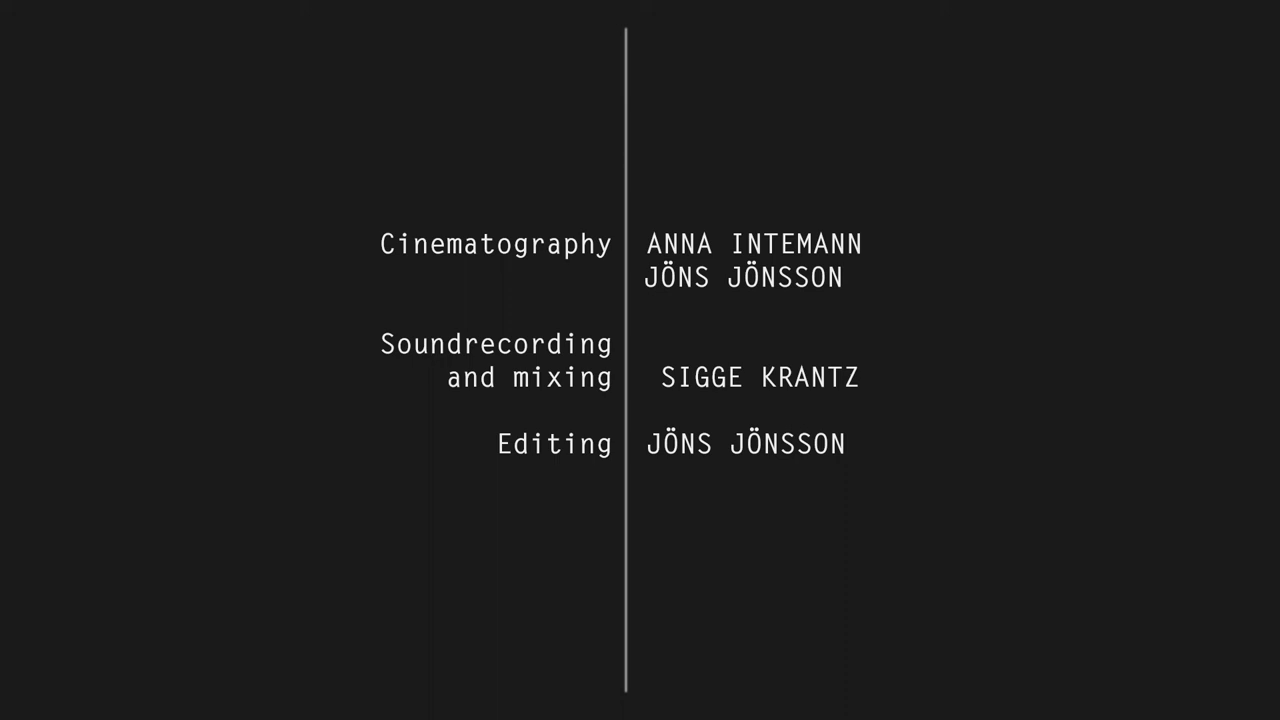 Cinematography ANNA INTEMANN
JÖNS JÖNSSON
Soundrecording
and mixing SIGGE KRANTZ
Editing JÖNS JÖNSSON